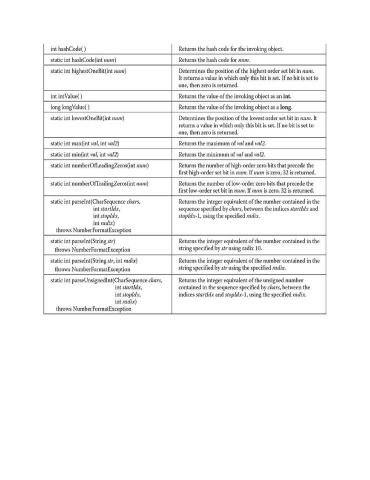 int hashCode( )
Returns the hash code for the invoking object.
static int hashCode(int num)
Returns the hash code for num.
static int highestOneBit(int num)
Determines the position of the highest order set bit in num.
It returns a value in which only this bit is set. If no bit is set to
one, then zero is returned.
int intValue( )
Returns the value of the invoking object as an int.
long longValue( )
Returns the value of the invoking object as a long.
static int lowestOneBit(int num)
Determines the position of the lowest order set bit in num. It
returns a value in which only this bit is set. If no bit is set to
one, then zero is returned.
static int max(int val, int val2)
Returns the maximum of val and val2.
static int min(int val, int val2)
Returns the minimum of val and val2.
static int numberOfLeadingZeros(int num)
Returns the number of high-order zero bits that precede the
first high-order set bit in num. If num is zero, 32 is returned.
static int numberOfTrailingZeros(int num)
Returns the number of low-order zero bits that precede the
first low-order set bit in num. If num is zero, 32 is returned.
static int parseInt(CharSequence chars,
int startIdx,
int stopIdx,
int radix)
throws NumberFormatException
Returns the integer equivalent of the number contained in the
sequence specified by chars, between the indices startIdx and
stopIdx-1, using the specified radix.
static int parseInt(String str)
throws NumberFormatException
Returns the integer equivalent of the number contained in the
string specified by str using radix 10.
static int parseInt(String str, int radix)
throws NumberFormatException
Returns the integer equivalent of the number contained in the
string specified by str using the specified radix.
static int parseUnsignedInt(CharSequence chars,
int startIdx,
int stopIdx,
int radix)
throws NumberFormatException
Returns the integer equivalent of the unsigned number
contained in the sequence specified by chars, between the
indices startIdx and stopIdx-1, using the specified radix.